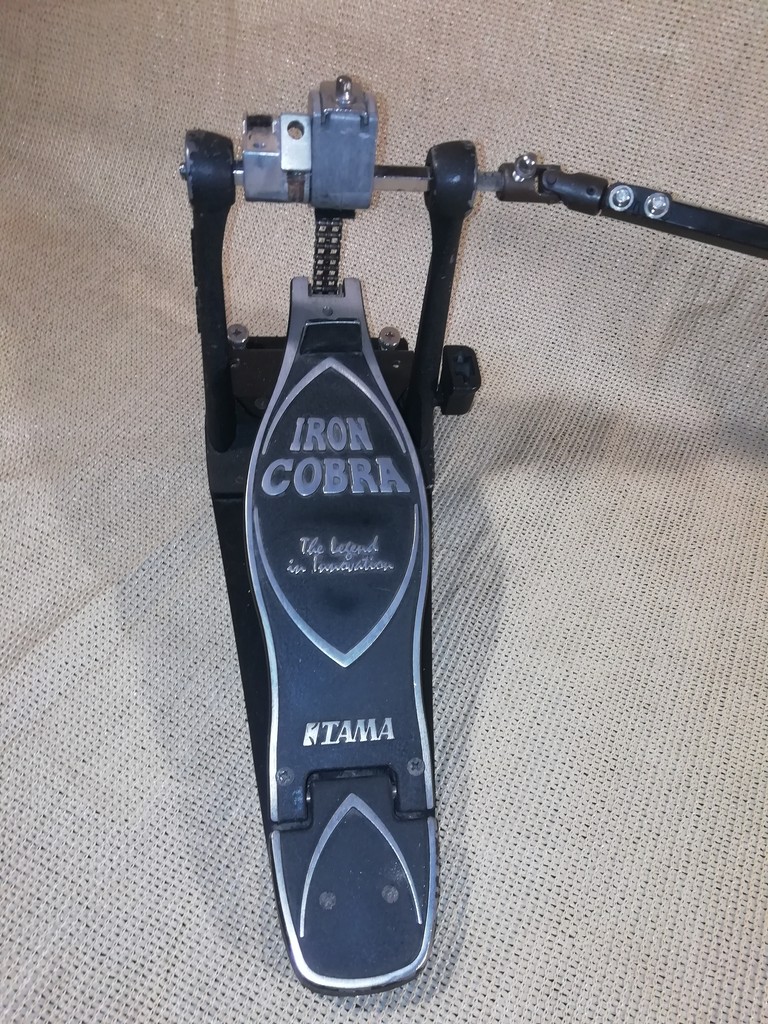 IRON
COBRA
The Legend
in Innovation
TAMA